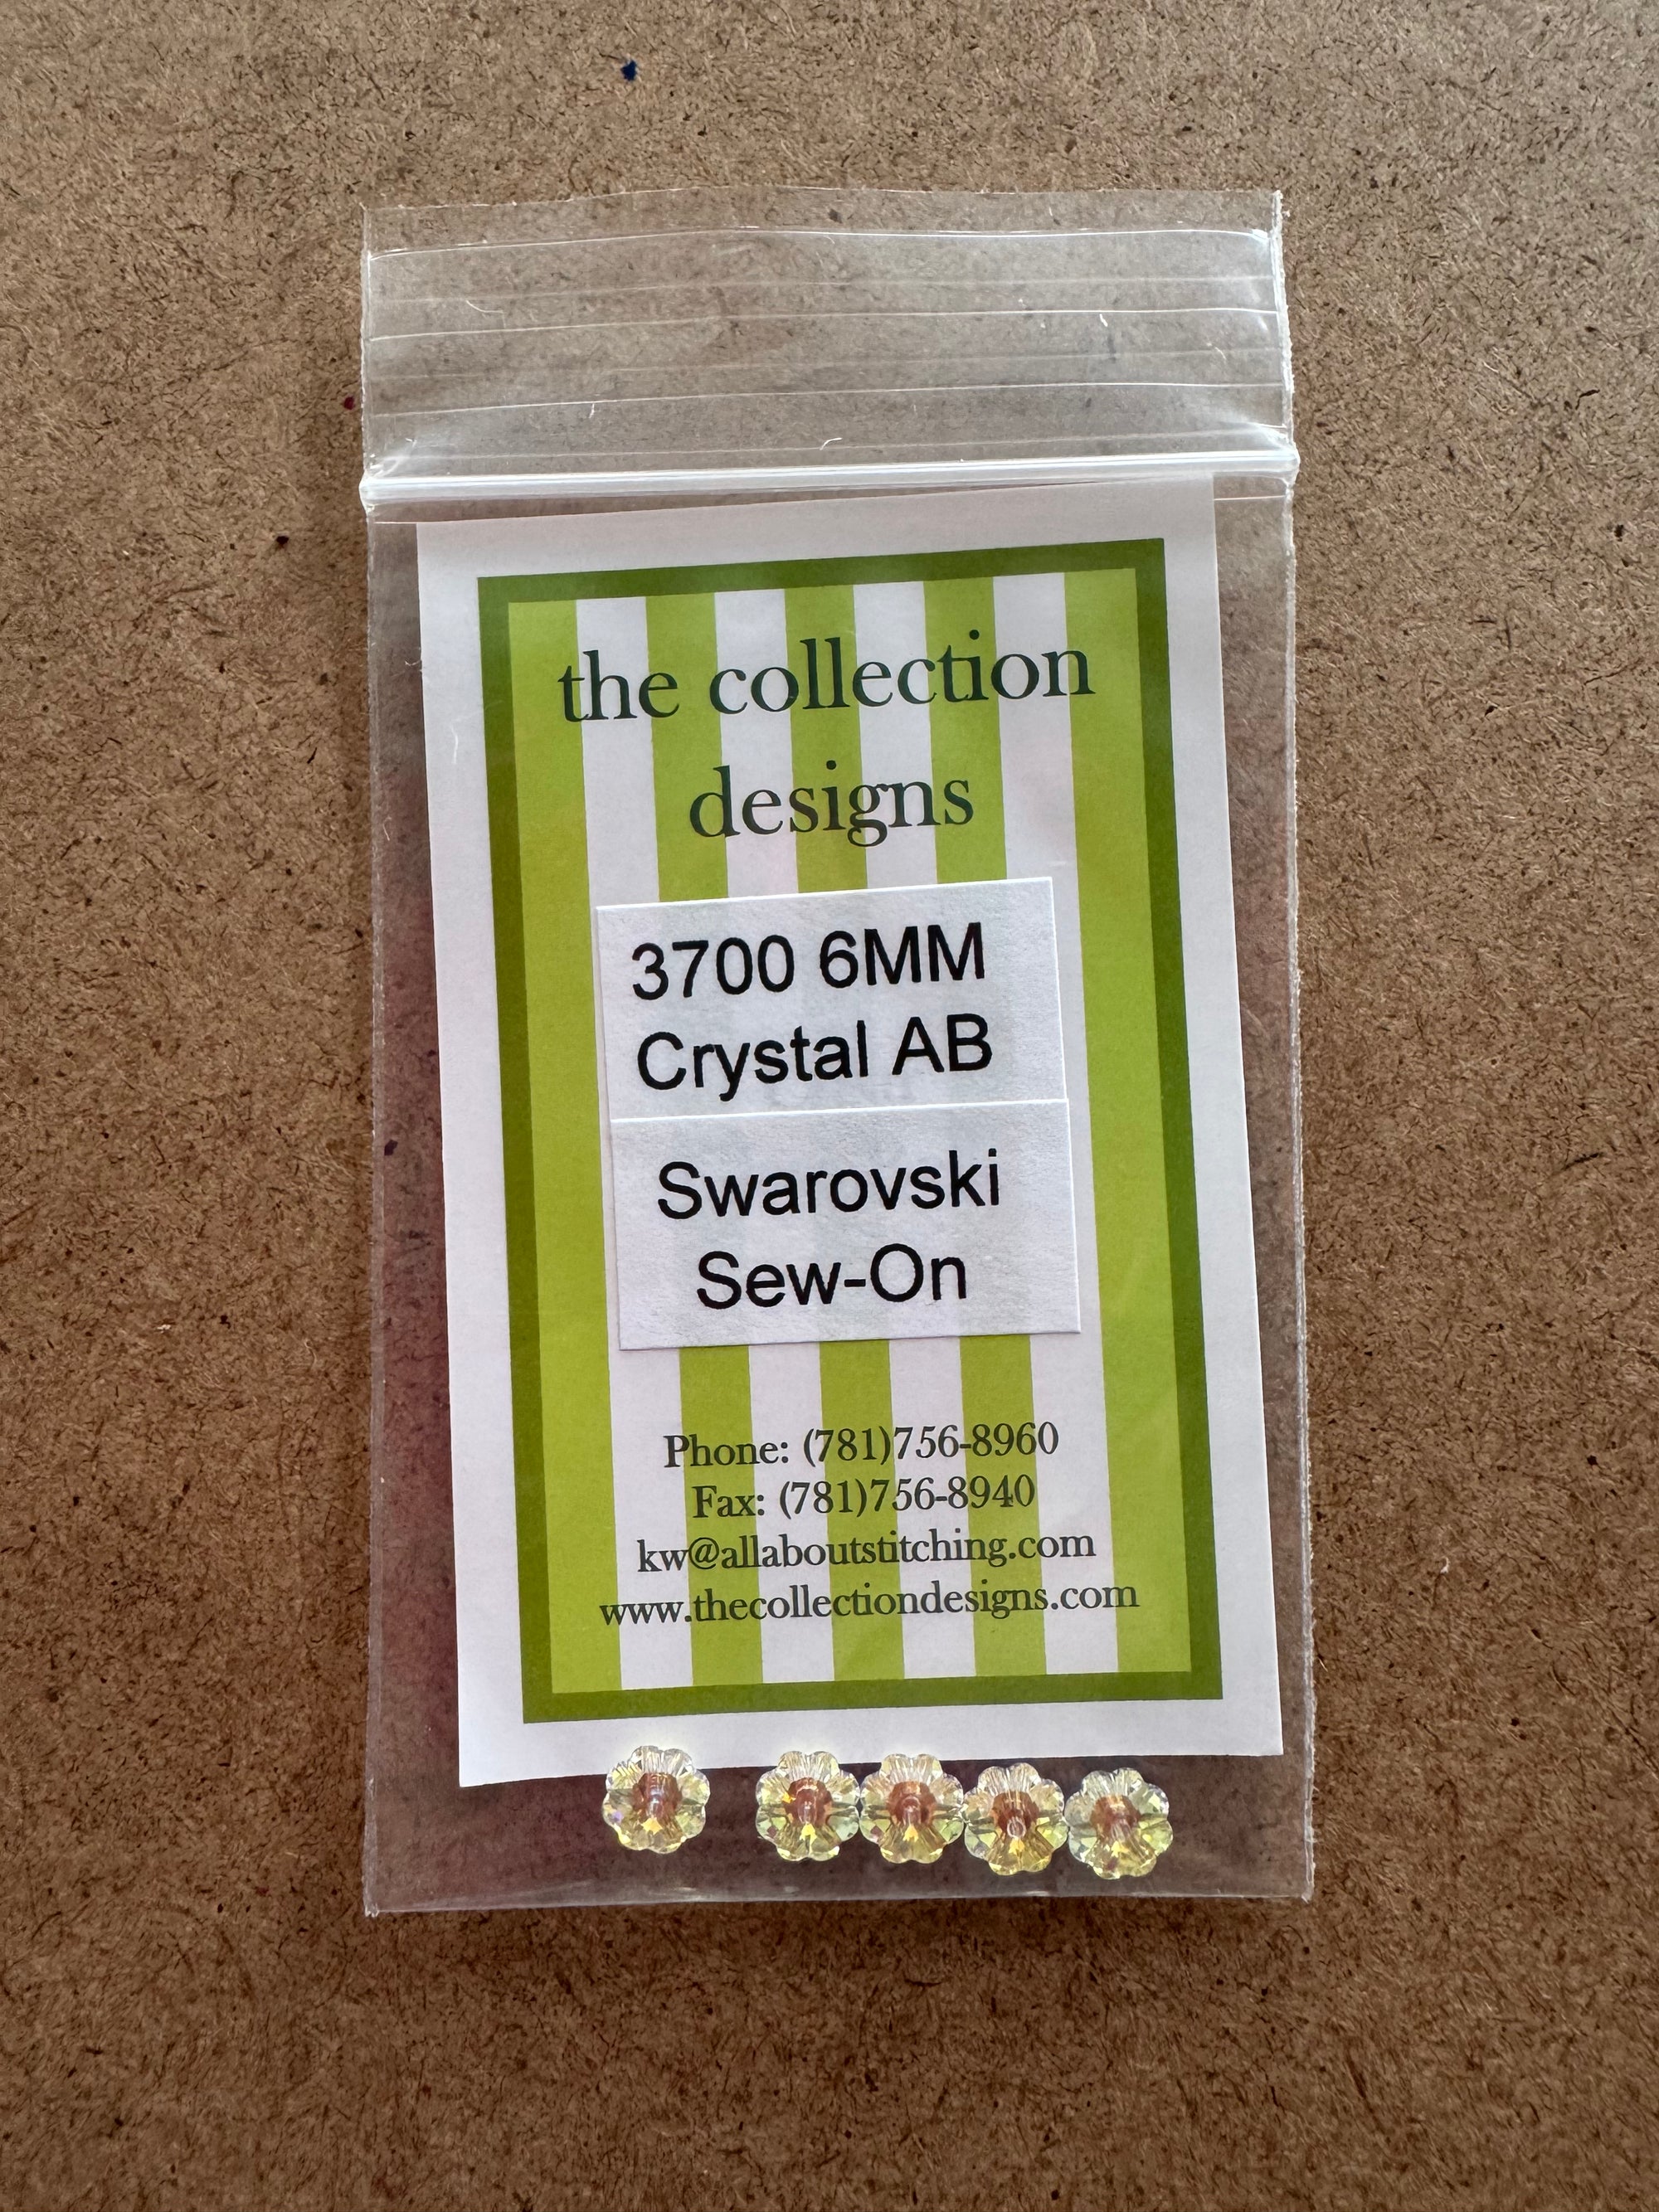 the collection
designs
3700 6MM
Crystal AB
Swarovski
Sew-On
Phone: (781)756-8960
Fax: (781)756-8940
kw@allaboutstitching.com
www.thecollectiondesigns.com